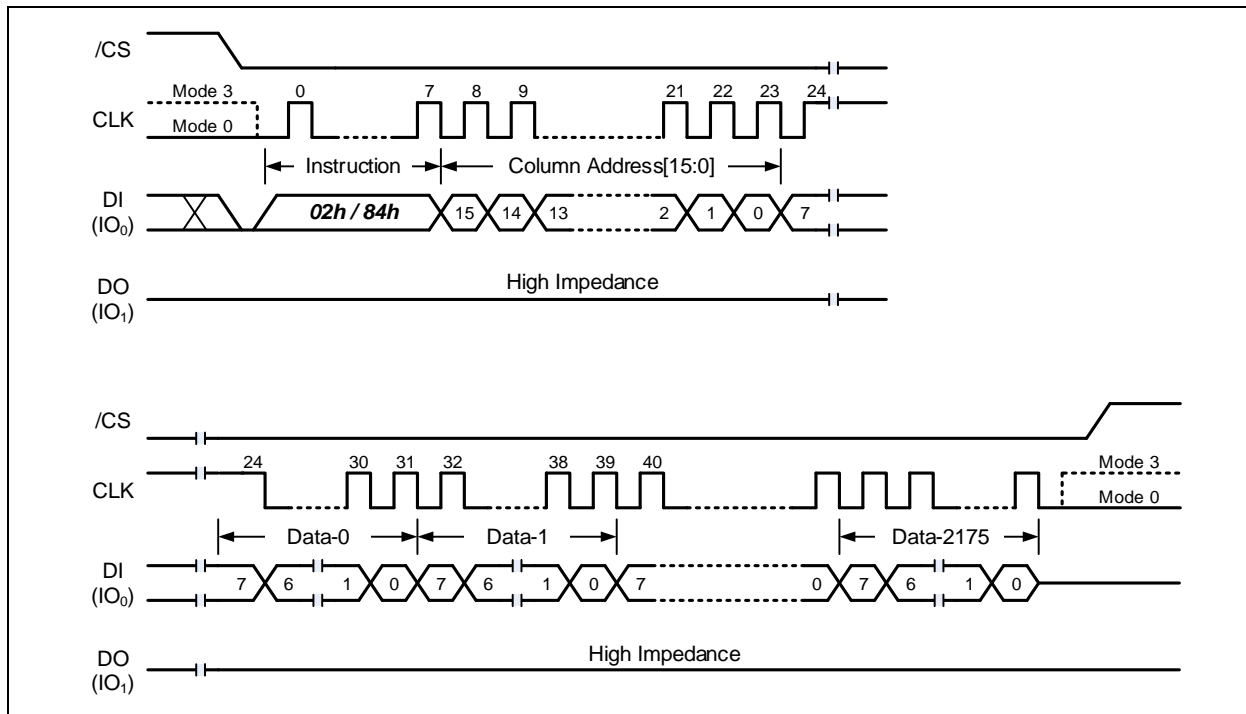 /CS
Mode 3 0 7 8 9 21 22 23 24
CLK
Mode 0
Instruction Column Address[15:0]
DI
(IO0) 02h / 84h 15 14 13 2 1 0 7
High Impedance
DO
(IO1)
/CS
24 30 31 32 38 39 40 Mode 3
CLK
Mode 0
Data-0 Data-1 Data-2175
DI
(IO0) 7 6 1 0 7 6 1 0 7 0 7 6 1 0
High Impedance
DO
(IO1)